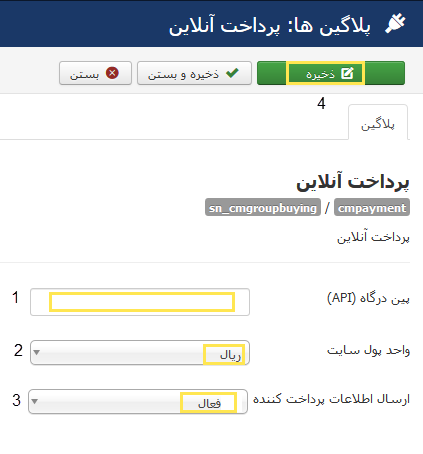 پلاگین ها: پرداخت آنلاین
ذخیره ذخیره و بستن بستن
4
پلاگین
پرداخت آنلاین
cmpayment / sn_cmgroupbuying
پرداخت آنلاین
پین درگاه (API) 1
واحد پول سایت ریال 2
ارسال اطلاعات پرداخت کننده فعال 3